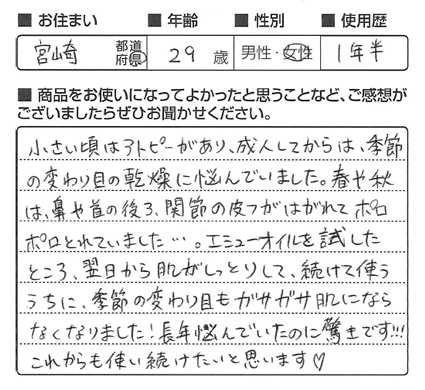 ■お住まい ■年齢 ■性別 ■使用歴
宮崎 都道府県 29歳 男性・女性 1年半
■商品をお使いになってよかったと思うことなど、ご感想が
ございましたらぜひお聞かせください。
小さい頃はアトピーがあり、成人してからは、季節
の変わり目の乾燥に悩んでいました。春や秋
は、鼻や首の後ろ、関節の皮フがはがれてポロ
ポロとれていました…。エミューオイルを試した
ところ、翌日から肌がしっとりして、続けて使う
うちに、季節の変わり目もガサガサ肌になら
なくなりました!長年悩んでいたのに驚きです!!!
これからも使い続けたいと思います♡